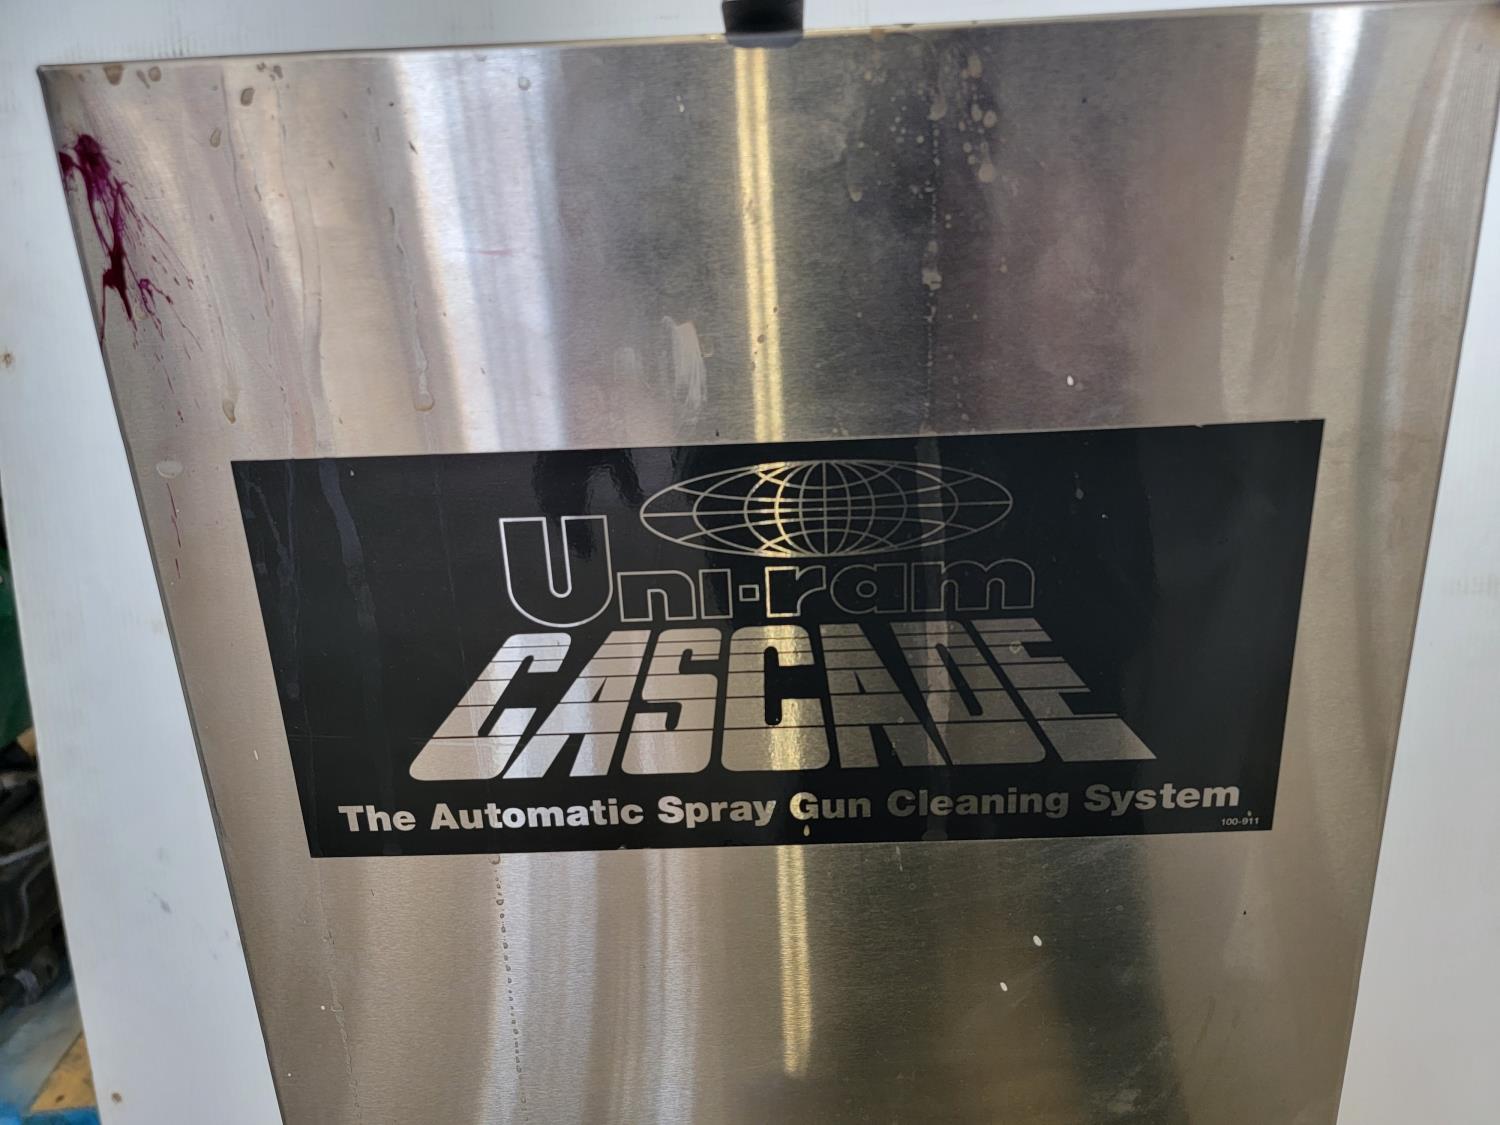 Uni-ram
CASCADE
The Automatic Spray Gun Cleaning System
100-911